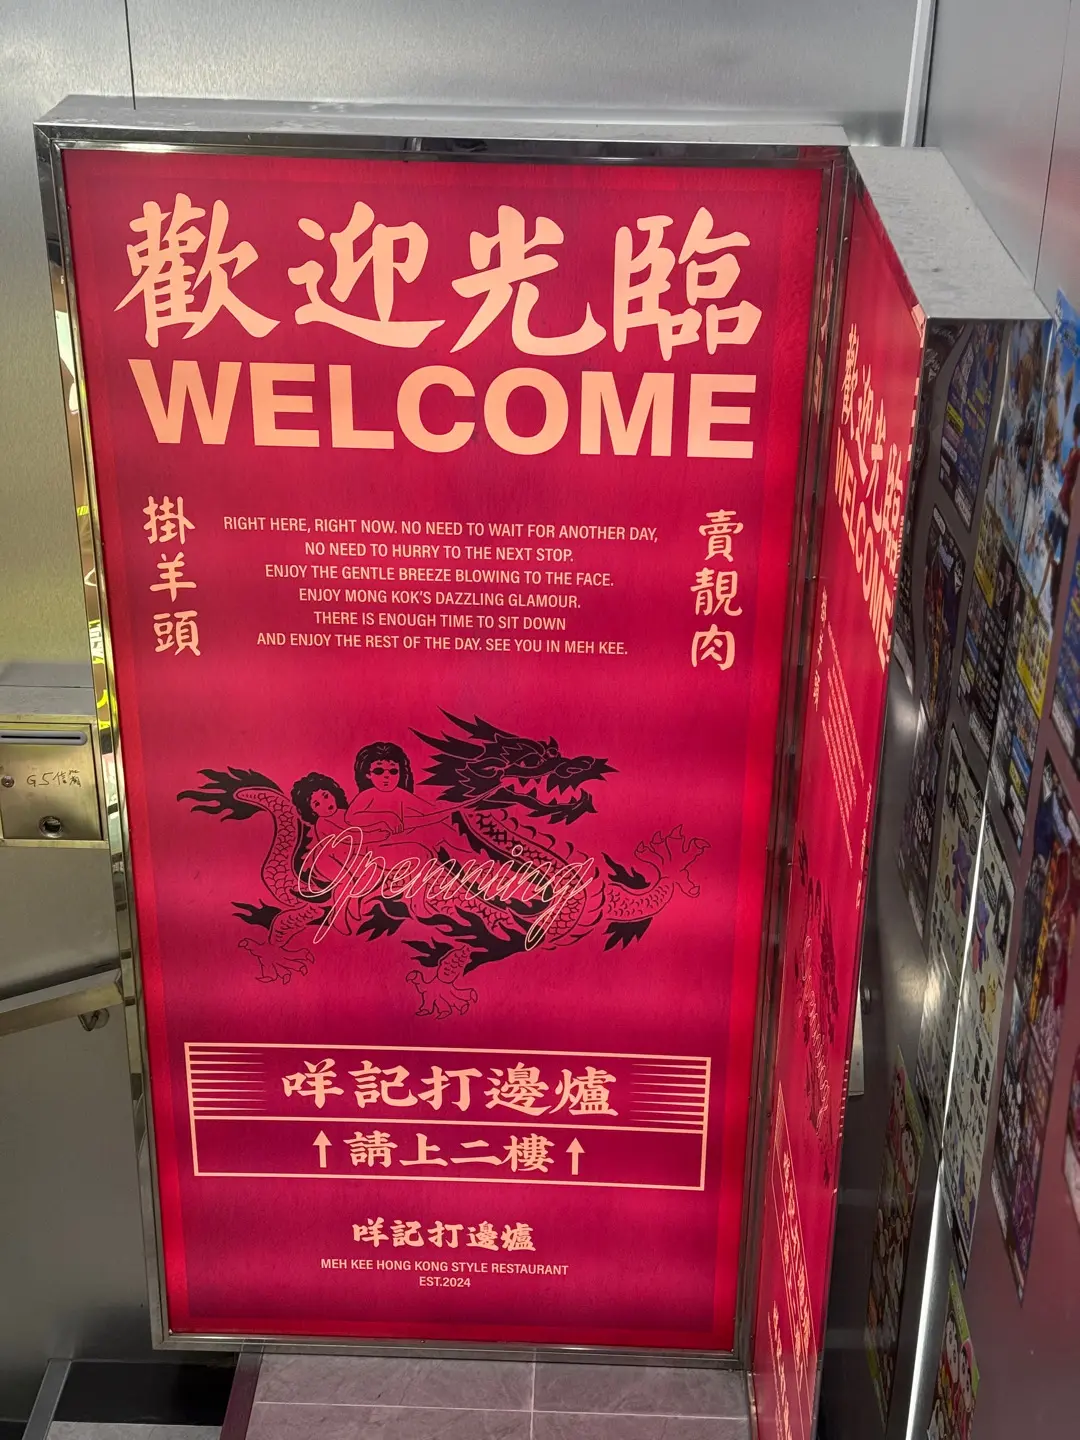 歡迎光臨
WELCOME
掛羊頭
RIGHT HERE, RIGHT NOW. NO NEED TO WAIT FOR ANOTHER DAY,
NO NEED TO HURRY TO THE NEXT STOP.
ENJOY THE GENTLE BREEZE BLOWING TO THE FACE.
ENJOY MONG KOK'S DAZZLING GLAMOUR.
THERE IS ENOUGH TIME TO SIT DOWN
AND ENJOY THE REST OF THE DAY. SEE YOU IN MEH KEE.
賣靚肉
Openning
咩記打邊爐
↑請上二樓↑
咩記打邊爐
MEH KEE HONG KONG STYLE RESTAURANT
EST.2024
歡迎光臨
WELCOME
G5信箱